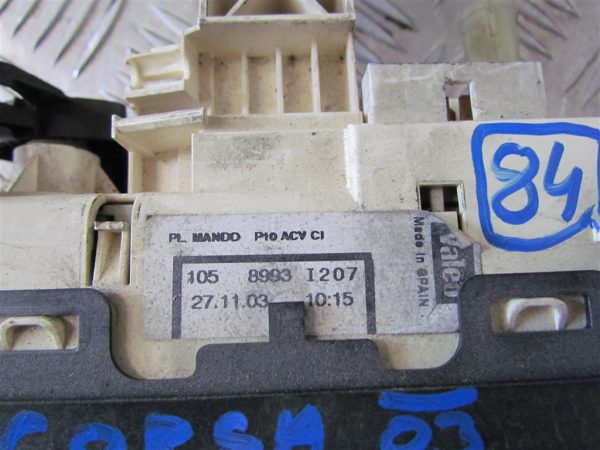 84
PL. MANDO P10 ACV CI
105 8993 I207
27.11.03 10:15
Valeo
Made in SPAIN
CORSA 03